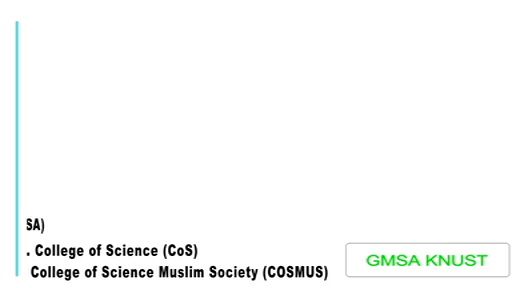 SA)
. College of Science (CoS)
College of Science Muslim Society (COSMUS)
GMSA KNUST